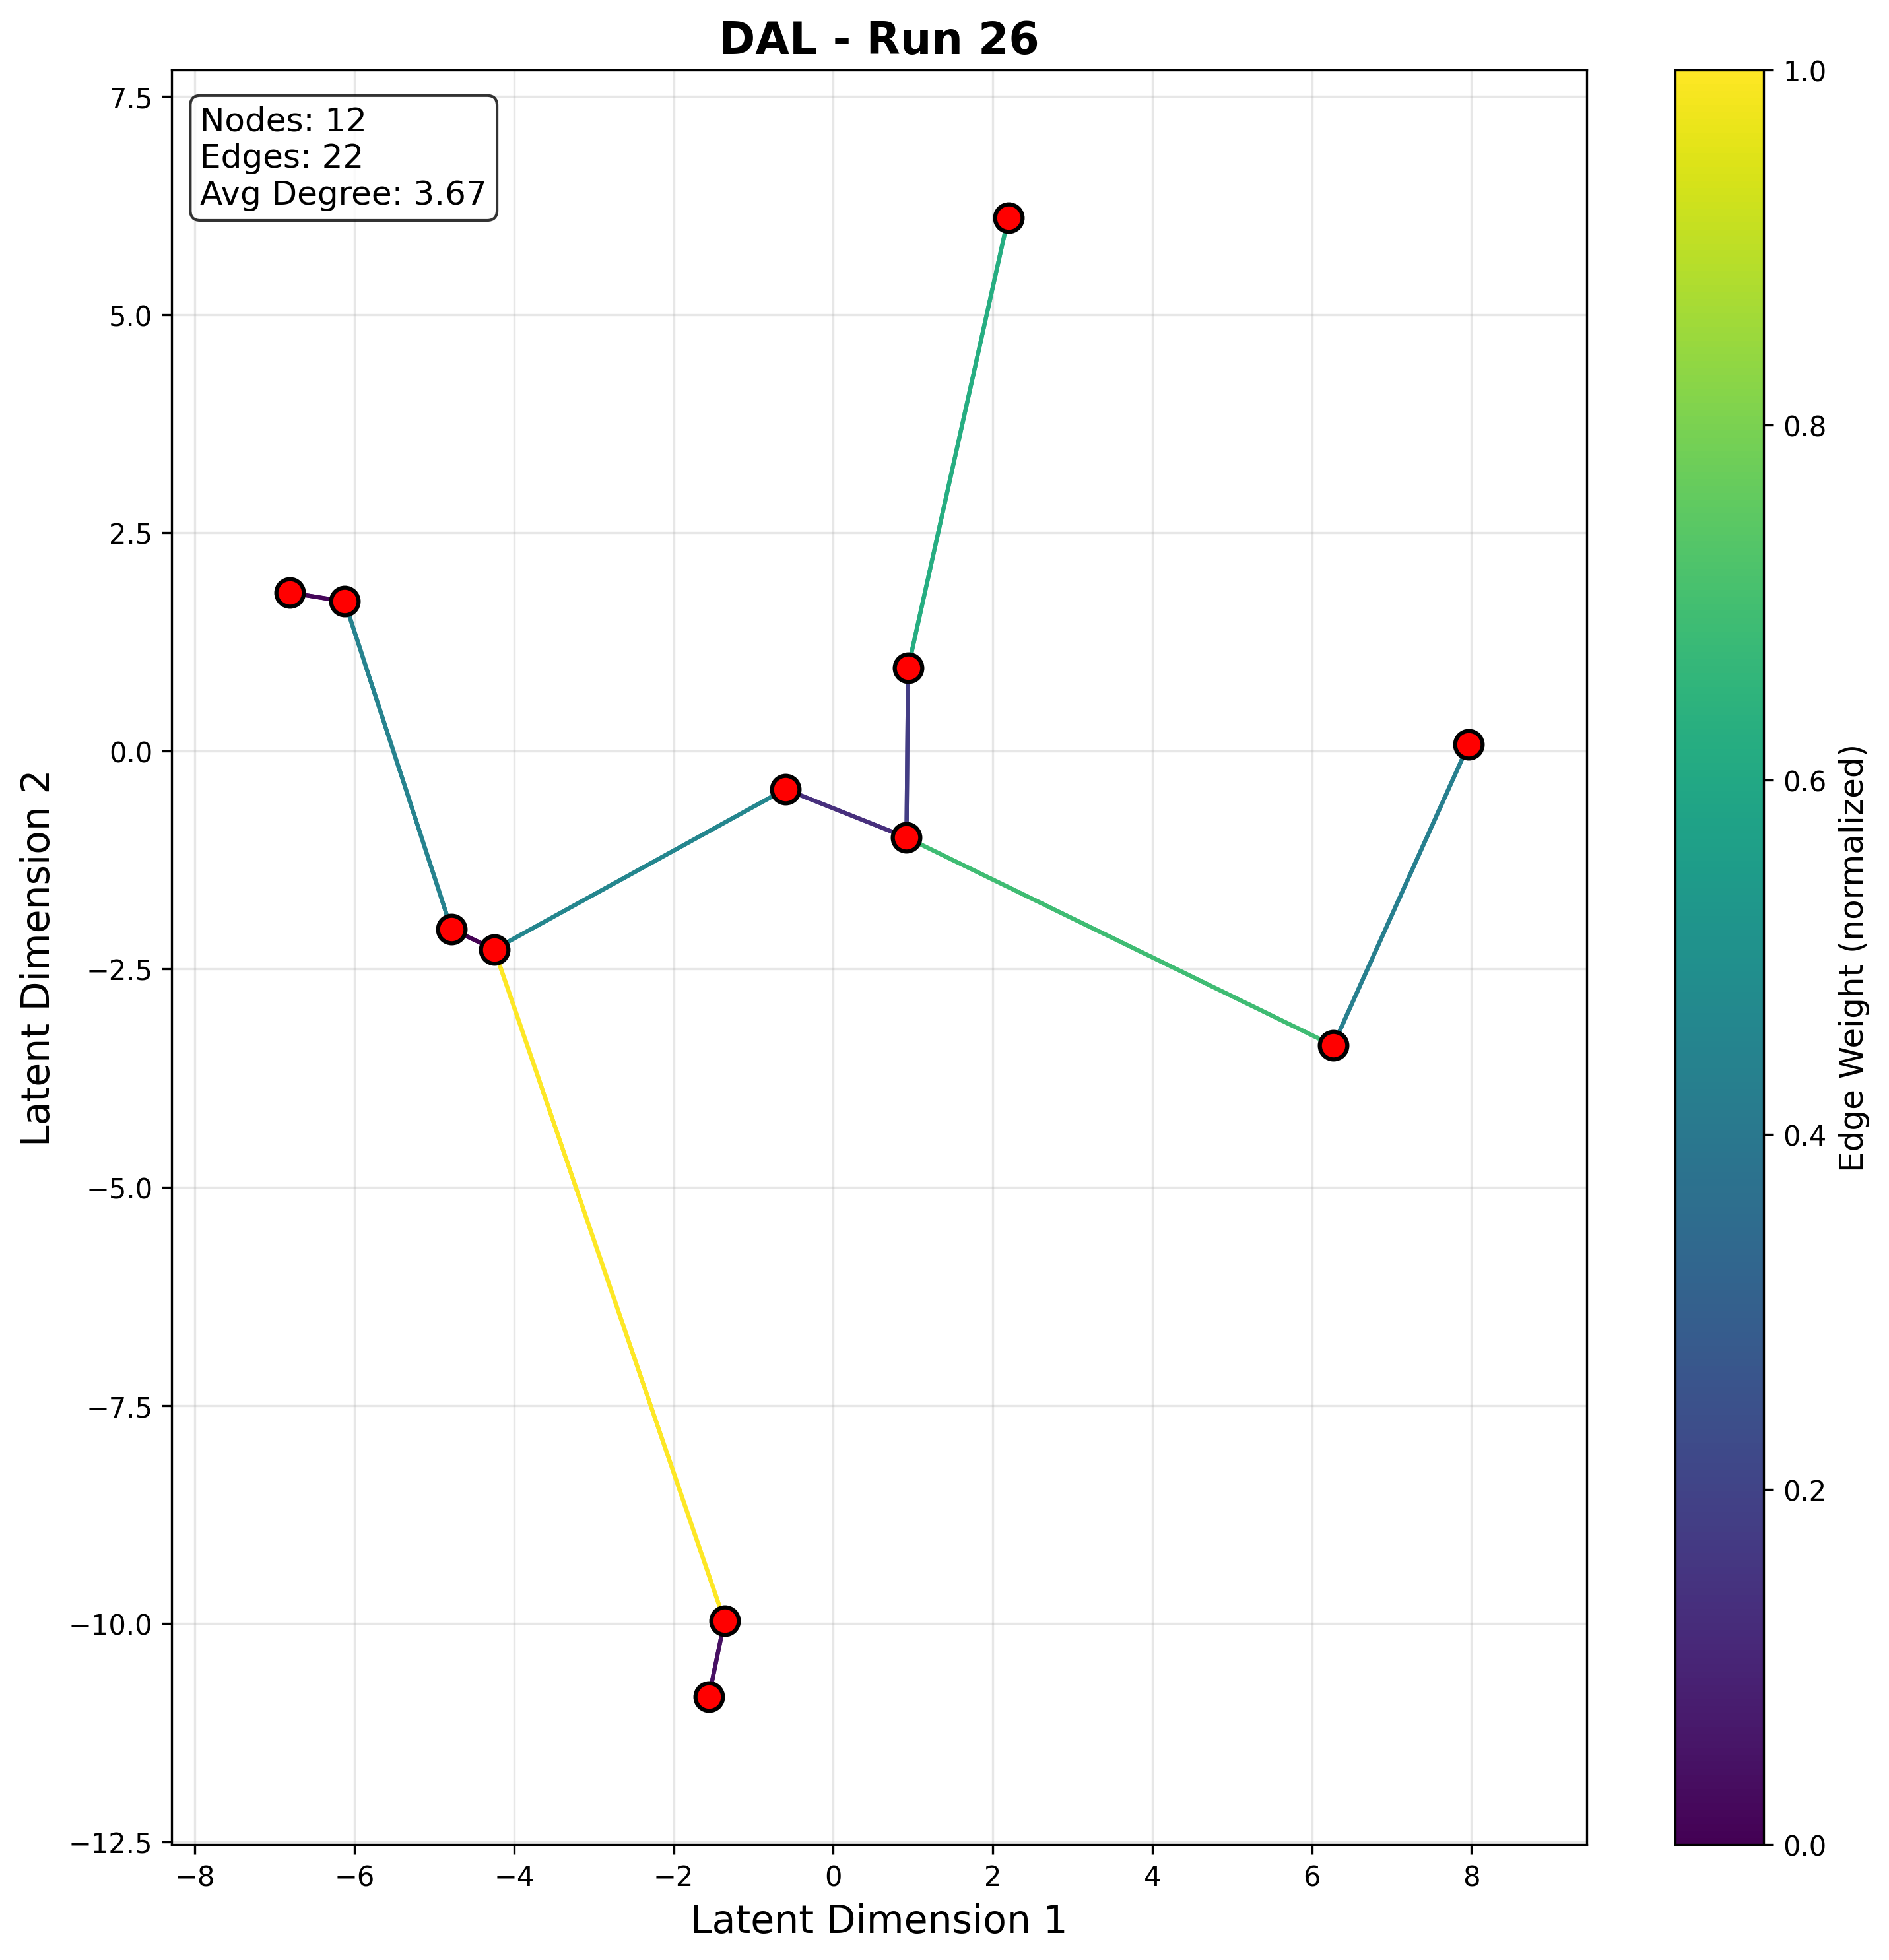 DAL - Run 26
Nodes: 12
Edges: 22
Avg Degree: 3.67
7.5
5.0
2.5
0.0
−2.5
−5.0
−7.5
−10.0
−12.5
Latent Dimension 2
−8 −6 −4 −2 0 2 4 6 8
Latent Dimension 1
1.0
0.8
0.6
0.4
0.2
0.0
Edge Weight (normalized)